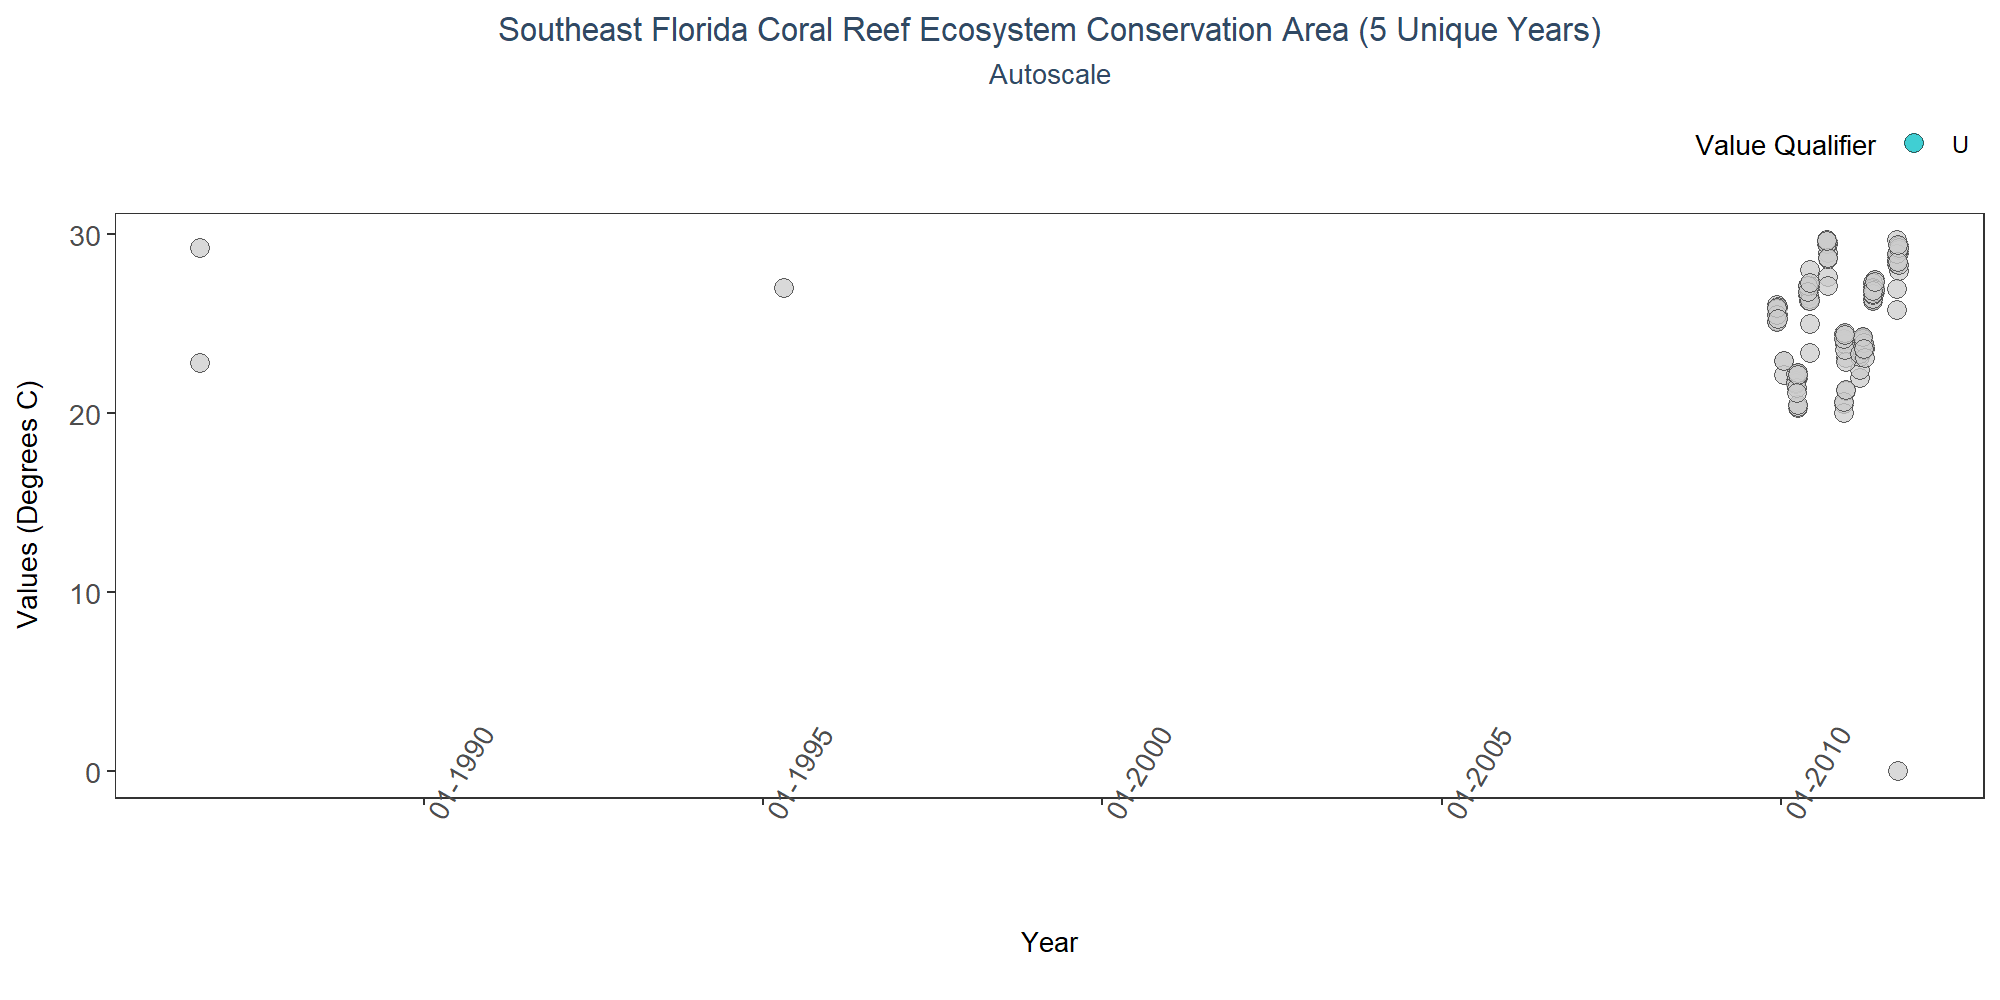 Southeast Florida Coral Reef Ecosystem Conservation Area (5 Unique Years)
Autoscale
Value Qualifier U
30
20
10
0
Values (Degrees C)
01-1990
01-1995
01-2000
01-2005
01-2010
Year